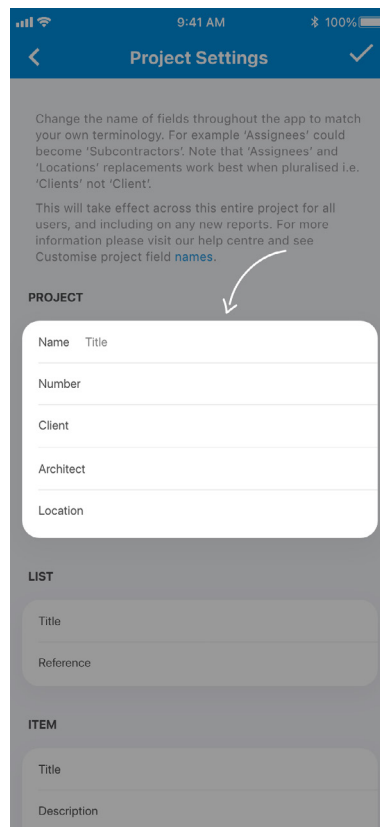 9:41 AM
100%
Project Settings
Change the name of fields throughout the app to match
your own terminology. For example 'Assignees' could
become 'Subcontractors'. Note that 'Assignees' and
'Locations' replacements work best when pluralised i.e.
'Clients' not 'Client'.
This will take effect across this entire project for all
users, and including on any new reports. For more
information please visit our help centre and see
Customise project field names.
PROJECT
Name Title
Number
Client
Architect
Location
LIST
Title
Reference
ITEM
Title
Description